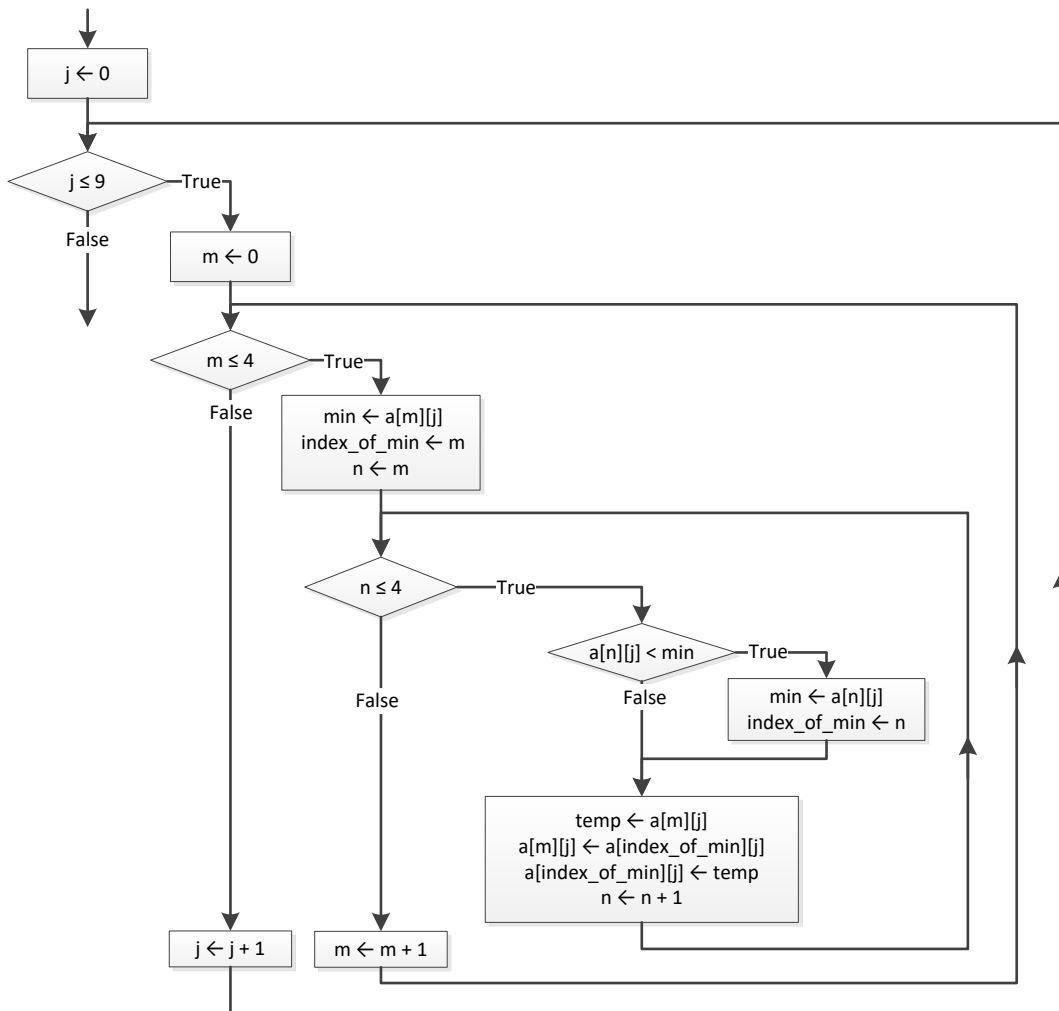 j ← 0
j ≤ 9
True
False
m ← 0
m ≤ 4
True
False
min ← a[m][j]
index_of_min ← m
n ← m
n ≤ 4
True
False
a[n][j] < min
True
False
min ← a[n][j]
index_of_min ← n
temp ← a[m][j]
a[m][j] ← a[index_of_min][j]
a[index_of_min][j] ← temp
n ← n + 1
j ← j + 1
m ← m + 1